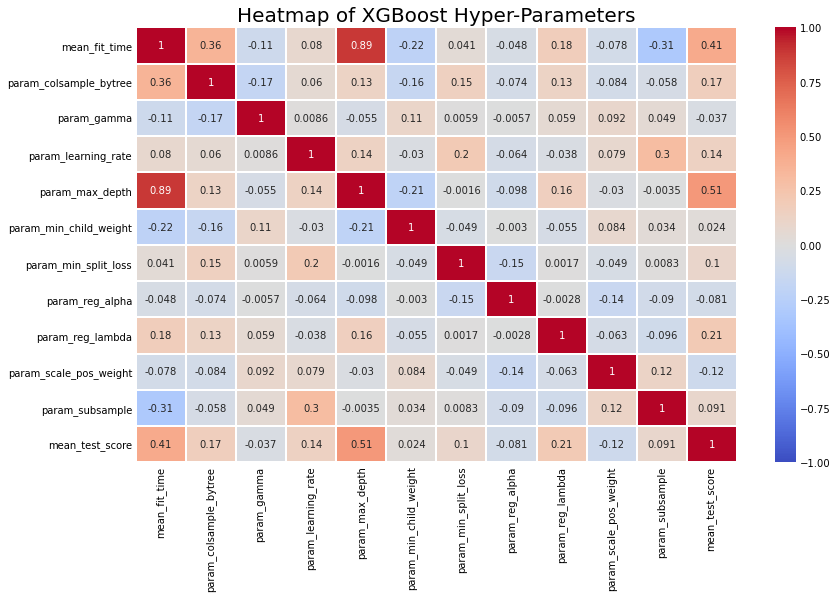 Heatmap of XGBoost Hyper-Parameters
mean_fit_time 1 0.36 -0.11 0.08 0.89 -0.22 0.041 -0.048 0.18 -0.078 -0.31 0.41
param_colsample_bytree 0.36 1 -0.17 0.06 0.13 -0.16 0.15 -0.074 0.13 -0.084 -0.058 0.17
param_gamma -0.11 -0.17 1 0.0086 -0.055 0.11 0.0059 -0.0057 0.059 0.092 0.049 -0.037
param_learning_rate 0.08 0.06 0.0086 1 0.14 -0.03 0.2 -0.064 -0.038 0.079 0.3 0.14
param_max_depth 0.89 0.13 -0.055 0.14 1 -0.21 -0.0016 -0.098 0.16 -0.03 -0.0035 0.51
param_min_child_weight -0.22 -0.16 0.11 -0.03 -0.21 1 -0.049 -0.003 -0.055 0.084 0.034 0.024
param_min_split_loss 0.041 0.15 0.0059 0.2 -0.0016 -0.049 1 -0.15 0.0017 -0.049 0.0083 0.1
param_reg_alpha -0.048 -0.074 -0.0057 -0.064 -0.098 -0.003 -0.15 1 -0.0028 -0.14 -0.09 -0.081
param_reg_lambda 0.18 0.13 0.059 -0.038 0.16 -0.055 0.0017 -0.0028 1 -0.063 -0.096 0.21
param_scale_pos_weight -0.078 -0.084 0.092 0.079 -0.03 0.084 -0.049 -0.14 -0.063 1 0.12 -0.12
param_subsample -0.31 -0.058 0.049 0.3 -0.0035 0.034 0.0083 -0.09 -0.096 0.12 1 0.091
mean_test_score 0.41 0.17 -0.037 0.14 0.51 0.024 0.1 -0.081 0.21 -0.12 0.091 1
mean_fit_time
param_colsample_bytree
param_gamma
param_learning_rate
param_max_depth
param_min_child_weight
param_min_split_loss
param_reg_alpha
param_reg_lambda
param_scale_pos_weight
param_subsample
mean_test_score
1.00
0.75
0.50
0.25
0.00
−0.25
−0.50
−0.75
−1.00